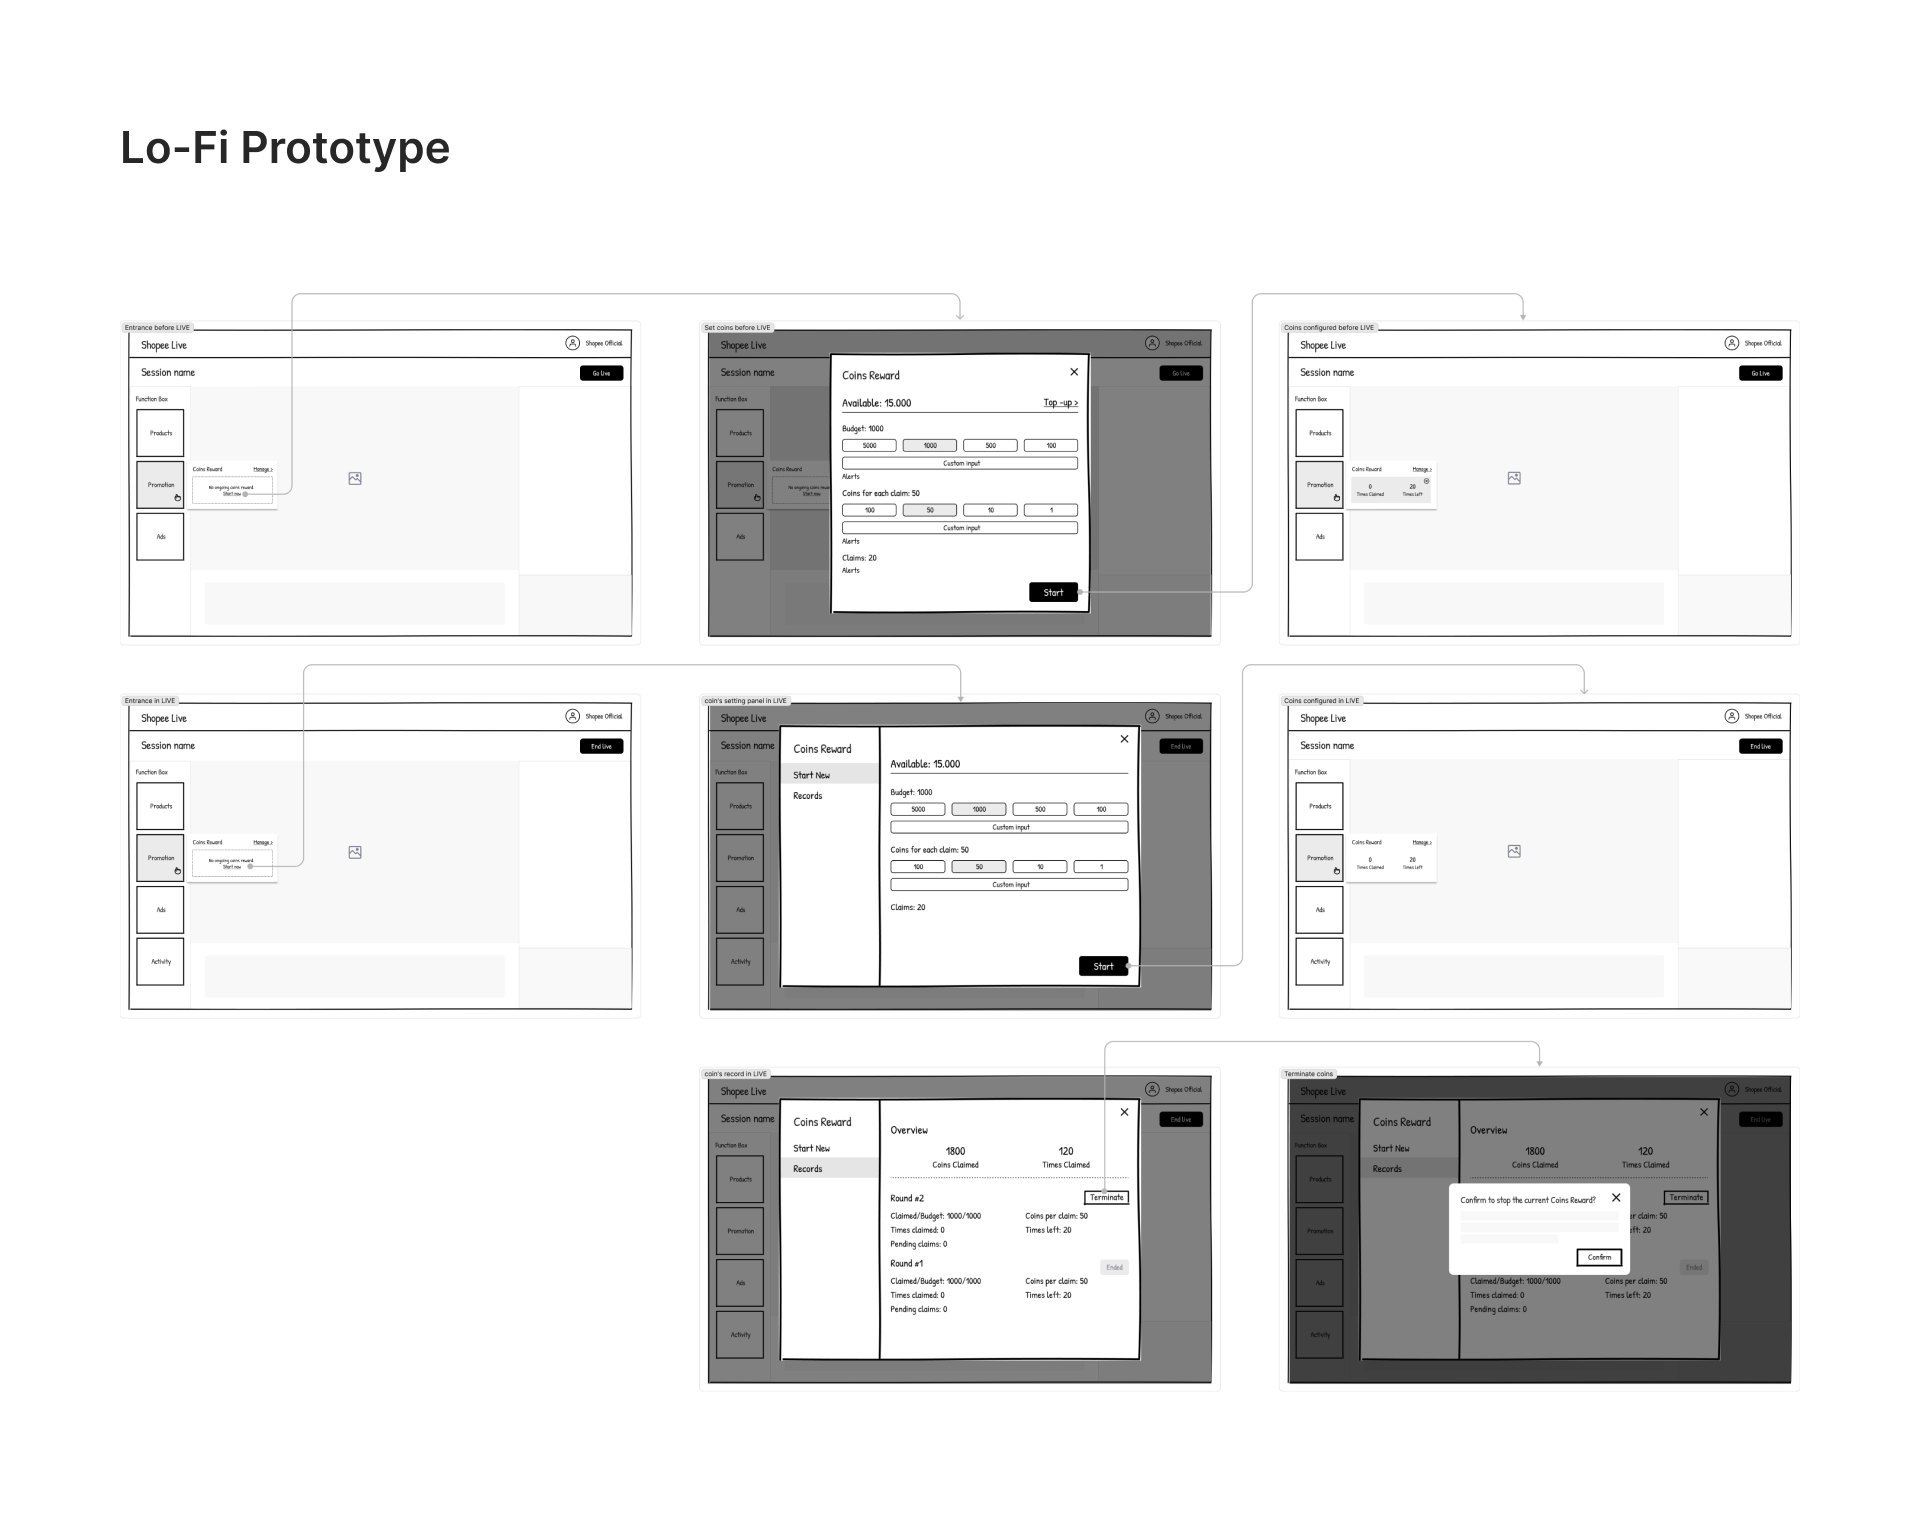 Lo-Fi Prototype
Entrance before LIVE
Shopee Live
Shopee Official
Session name
Go Live
Function Box
Products
Promotion
Coins Reward
Manage >
No ongoing coins reward.
Start now
Ads
Set coins before LIVE
Shopee Live
Shopee Official
Session name
Go Live
Function Box
Products
Promotion
Coins Reward
No ongoing coins rewa
Ads
Coins Reward
Available: 15.000
Top -up >
Budget: 1000
5000 1000 500 100
Custom input
Alerts
Coins for each claim: 50
100 50 10 1
Custom input
Alerts
Claims: 20
Alerts
Start
Coins configured before LIVE
Shopee Live
Shopee Official
Session name
Go Live
Function Box
Products
Promotion
Coins Reward
Manage >
0 20
Times Claimed Times Left
Ads
Entrance in LIVE
Shopee Live
Shopee Official
Session name
End live
Function Box
Products
Promotion
Coins Reward
Manage >
No ongoing coins reward.
Start now
Ads
Activity
coin's setting panel in LIVE
Shopee Live
Shopee Official
Session name
End live
Function Box
Products
Promotion
Ads
Activity
Coins Reward
Start New
Records
Available: 15.000
Budget: 1000
5000 1000 500 100
Custom input
Coins for each claim: 50
100 50 10 1
Custom input
Claims: 20
Start
Coins configured in LIVE
Shopee Live
Shopee Official
Session name
End live
Function Box
Products
Promotion
Coins Reward
Manage >
0 20
Times Claimed Times Left
Ads
Activity
coin's record in LIVE
Shopee Live
Shopee Official
Session name
End live
Function Box
Products
Promotion
Ads
Activity
Coins Reward
Start New
Records
Overview
1800 120
Coins Claimed Times Claimed
Round #2
Terminate
Claimed/Budget: 1000/1000 Coins per claim: 50
Times claimed: 0 Times left: 20
Pending claims: 0
Round #1
Ended
Claimed/Budget: 1000/1000 Coins per claim: 50
Times claimed: 0 Times left: 20
Pending claims: 0
Terminate coins
Shopee Live
Shopee Official
Session name
End live
Function Box
Products
Promotion
Ads
Activity
Coins Reward
Start New
Records
Overview
1800 120
Coins Claimed Times Claimed
Terminate
Confirm to stop the current Coins Reward?
er claim: 50
eft: 20
Confirm
Ended
Claimed/Budget: 1000/1000 Coins per claim: 50
Times claimed: 0 Times left: 20
Pending claims: 0